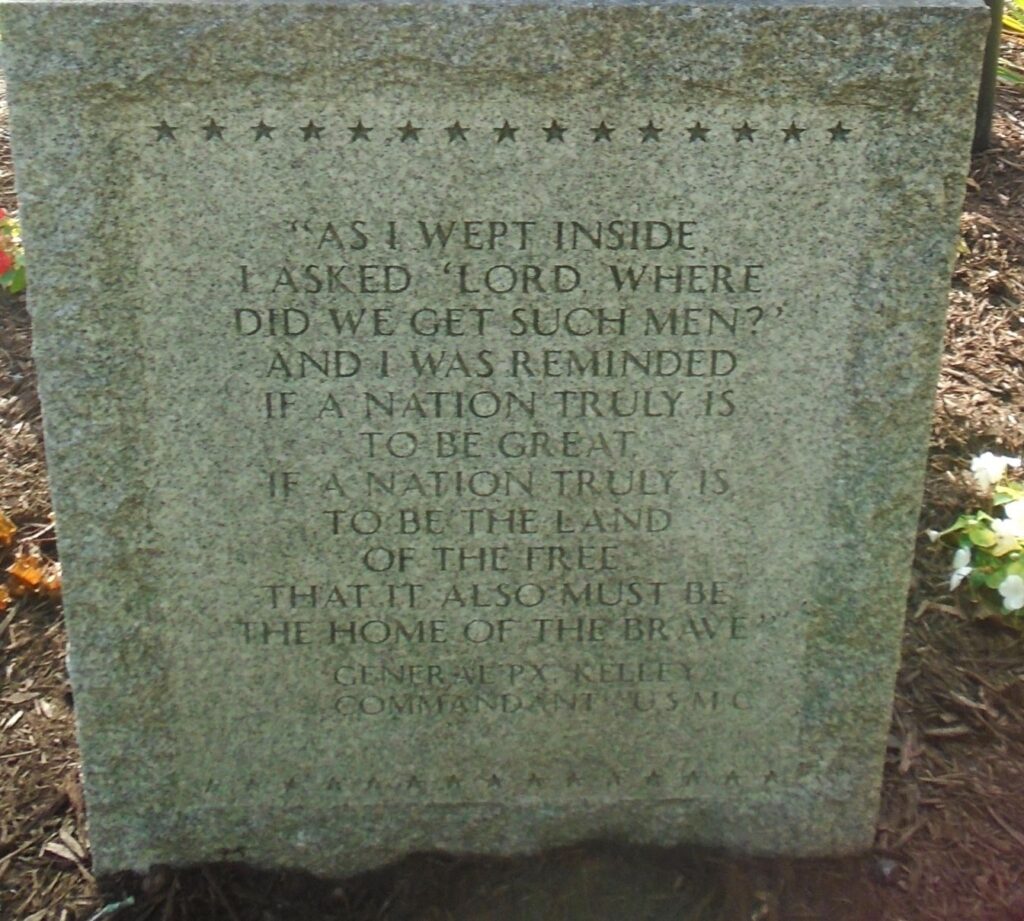 "AS I WEPT INSIDE,
I ASKED 'LORD, WHERE
DID WE GET SUCH MEN?'
AND I WAS REMINDED
IF A NATION TRULY IS
TO BE GREAT,
IF A NATION TRULY IS
TO BE THE LAND
OF THE FREE,
THAT IT ALSO MUST BE
THE HOME OF THE BRAVE"
GENERAL P.X. KELLEY
COMMANDANT U.S.M.C.